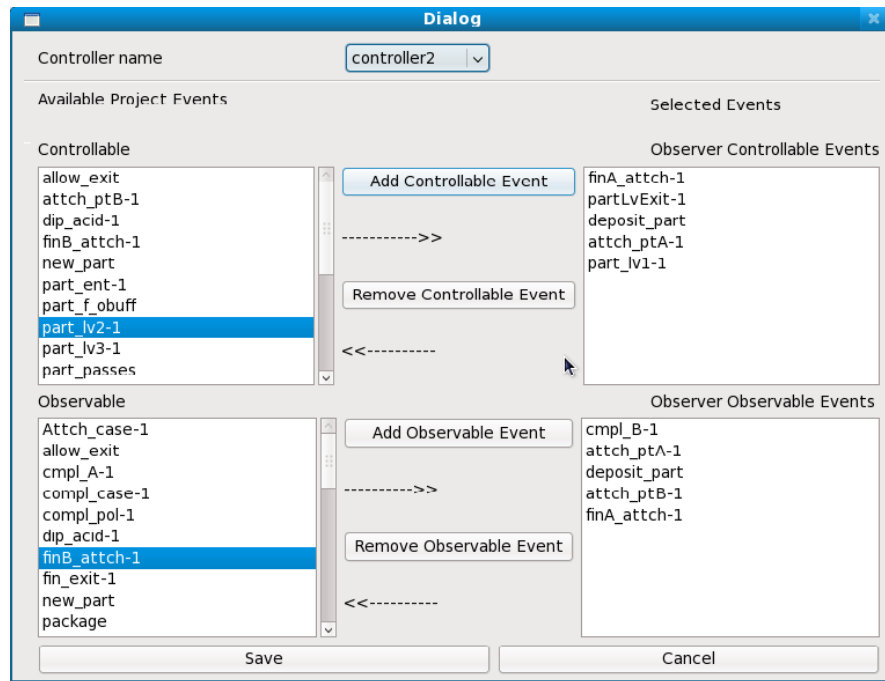 Dialog
Controller name
controller2
Available Project Events
Selected Events
Controllable
Observer Controllable Events
allow_exit
attch_ptB-1
dip_acid-1
finB_attch-1
new_part
part_ent-1
part_f_obuff
part_lv2-1
part_lv3-1
part_passes
Add Controllable Event
----------->>
Remove Controllable Event
<<----------
finA_attch-1
partLvExit-1
deposit_part
attch_ptA-1
part_lv1-1
Observable
Observer Observable Events
Attch_case-1
allow_exit
cmpl_A-1
compl_case-1
compl_pol-1
dip_acid-1
finB_attch-1
fin_exit-1
new_part
package
Add Observable Event
---------->>
Remove Observable Event
<<----------
cmpl_B-1
attch_ptA-1
deposit_part
attch_ptB-1
finA_attch-1
Save
Cancel